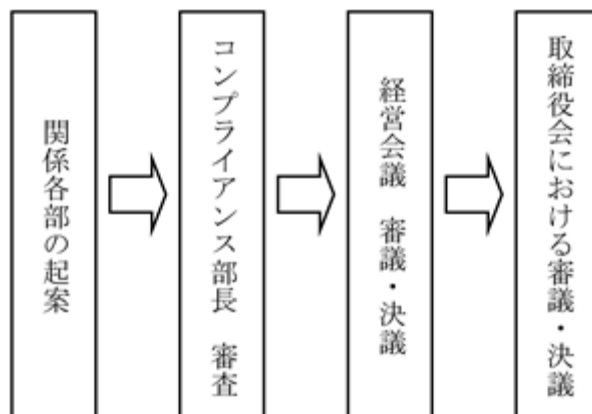 関係各部の起案
コンプライアンス部長　審査
経営会議　審議・決議
取締役会における審議・決議